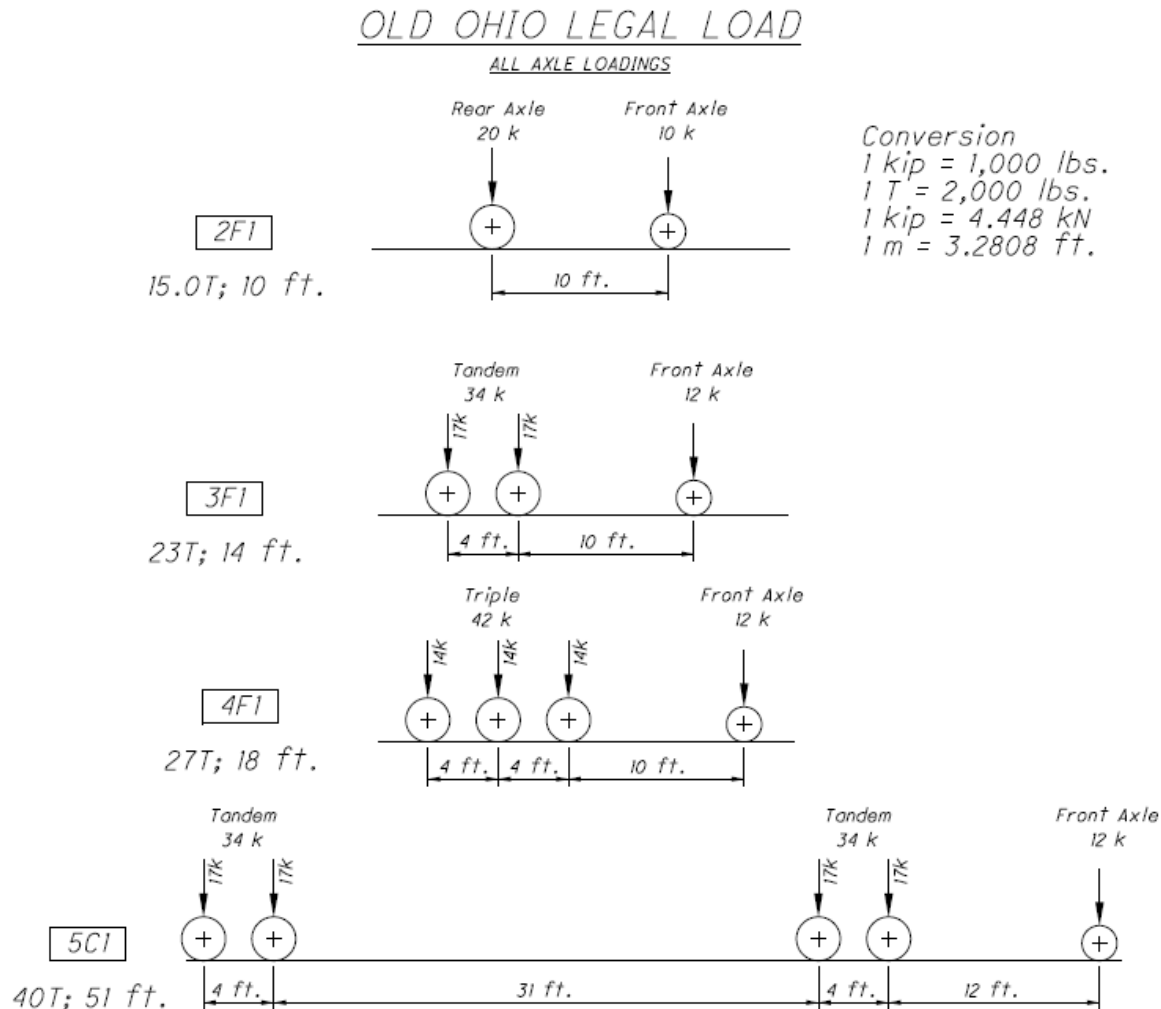 OLD OHIO LEGAL LOAD
ALL AXLE LOADINGS
Rear Axle
20 k
Front Axle
10 k
Conversion
1 kip = 1,000 lbs.
1 T = 2,000 lbs.
1 kip = 4.448 kN
1 m = 3.2808 ft.
2F1
15.0T; 10 ft.
10 ft.
Tandem
34 k
Front Axle
12 k
17k
17k
3F1
23T; 14 ft.
4 ft.
10 ft.
Triple
42 k
Front Axle
12 k
14k
14k
14k
4F1
27T; 18 ft.
4 ft.
4 ft.
10 ft.
Tandem
34 k
Tandem
34 k
Front Axle
12 k
17k
17k
17k
17k
5C1
40T; 51 ft.
4 ft.
31 ft.
4 ft.
12 ft.